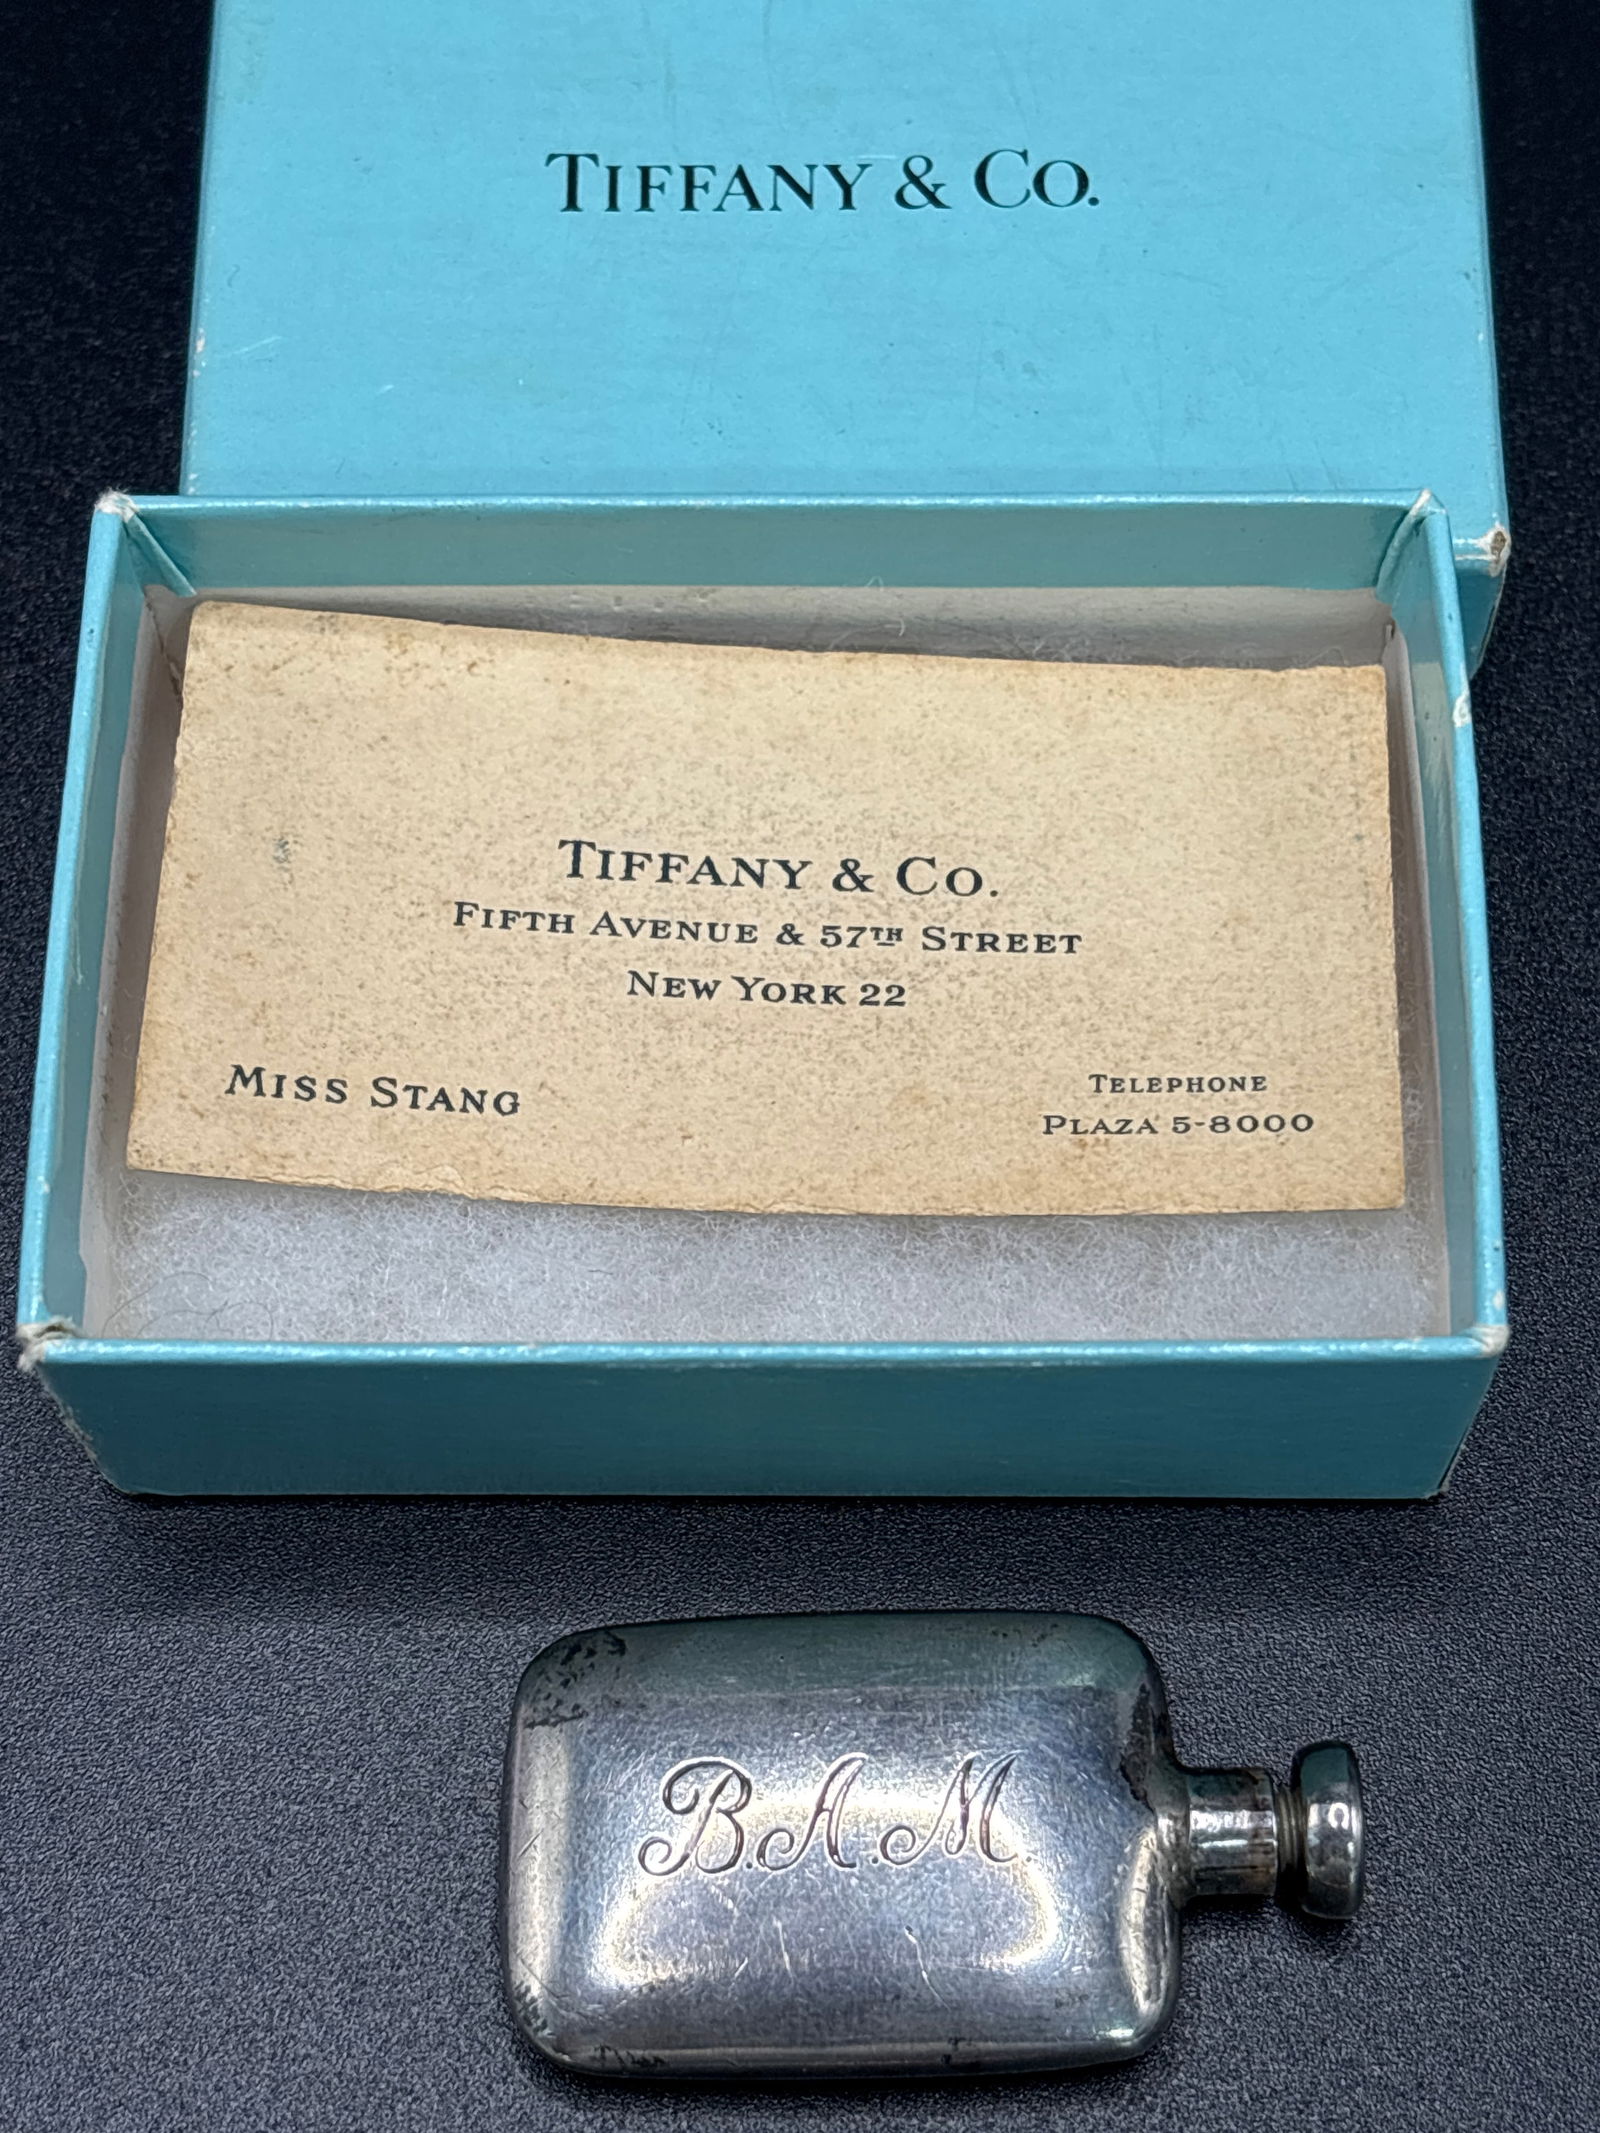 TIFFANY & CO.
TIFFANY & CO.
FIFTH AVENUE & 57TH STREET
NEW YORK 22
MISS STANG
TELEPHONE
PLAZA 5-8000
B.A.M.